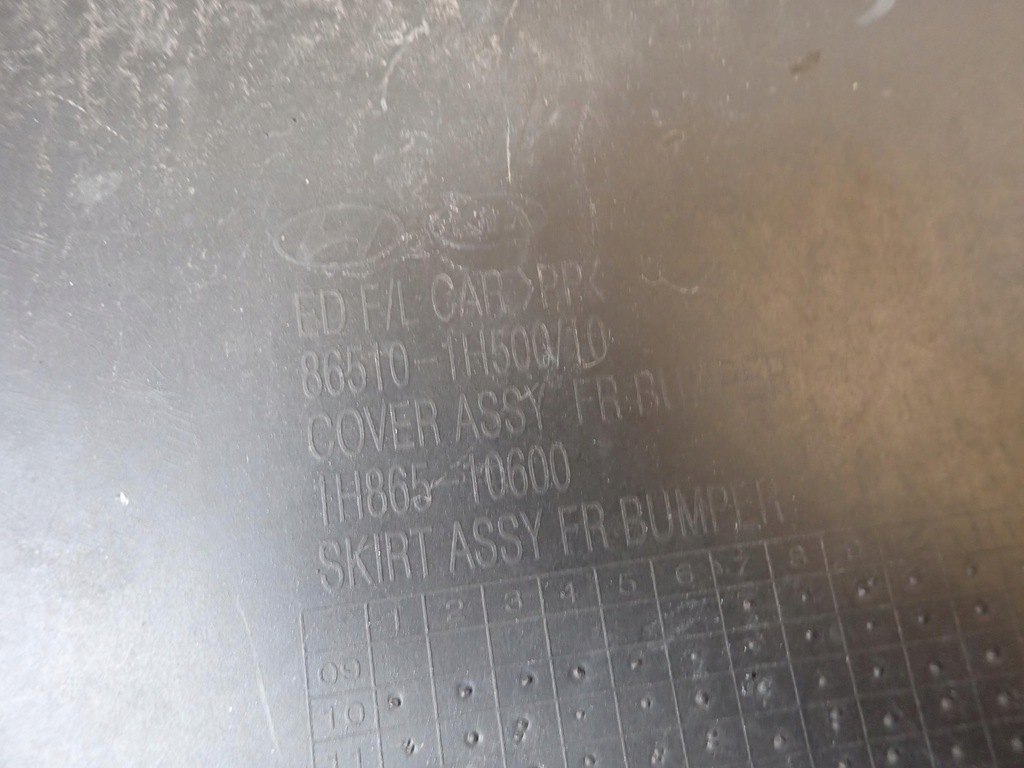 ED F/L CAR >PP<
86510-1H500/10
COVER ASSY FR BUMPER
1H865-10600
SKIRT ASSY FR BUMPER
1 2 3 4 5 6 7 8
09
10
11